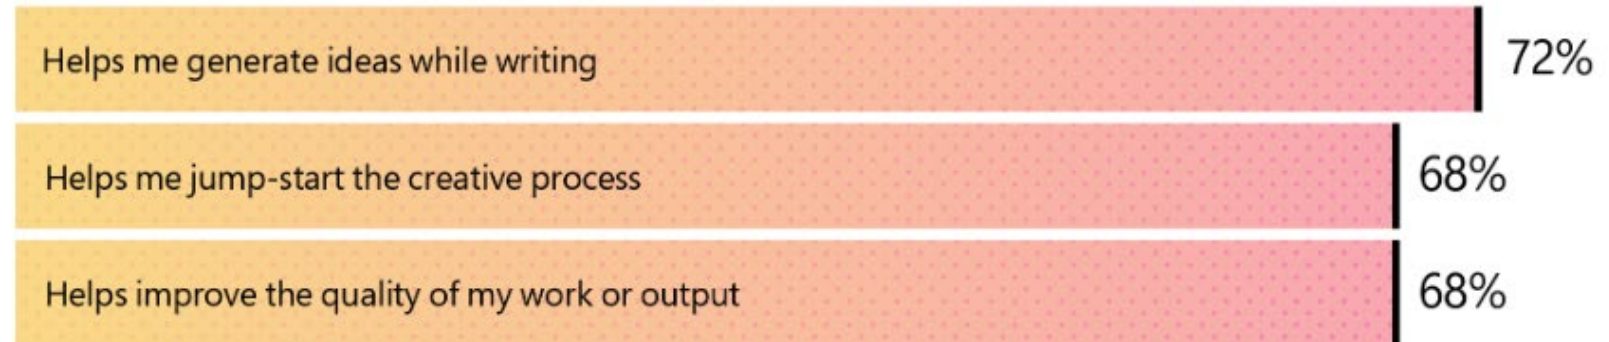 Helps me generate ideas while writing 72%
Helps me jump-start the creative process 68%
Helps improve the quality of my work or output 68%